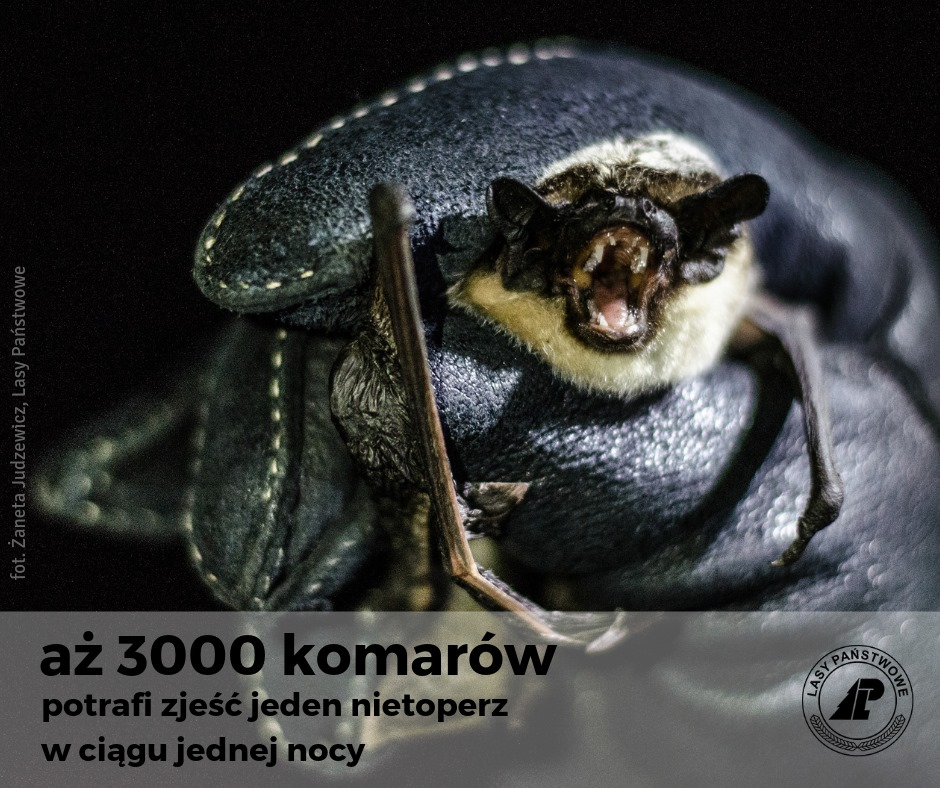 fot. Żaneta Judzewicz, Lasy Państwowe
aż 3000 komarów
potrafi zjeść jeden nietoperz
w ciągu jednej nocy
LASY PAŃSTWOWE
LP